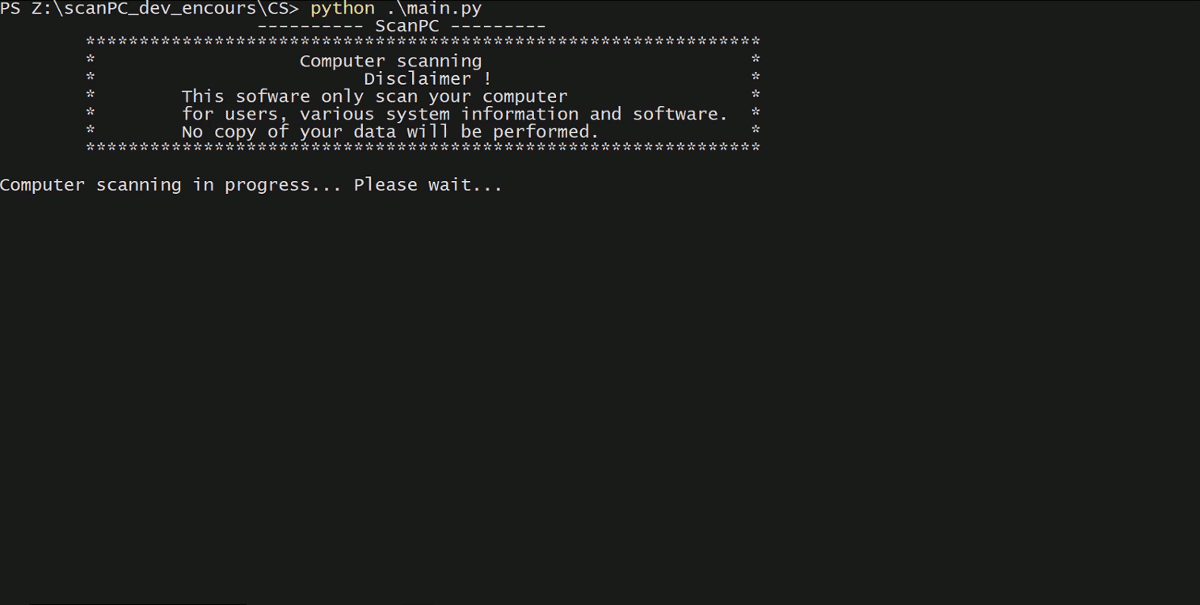 PS Z:\scanPC_dev_encours\CS> python .\main.py
---------- ScanPC ---------
***************************************************************
* Computer scanning *
* Disclaimer ! *
* This sofware only scan your computer *
* for users, various system information and software. *
* No copy of your data will be performed. *
***************************************************************
Computer scanning in progress... Please wait...